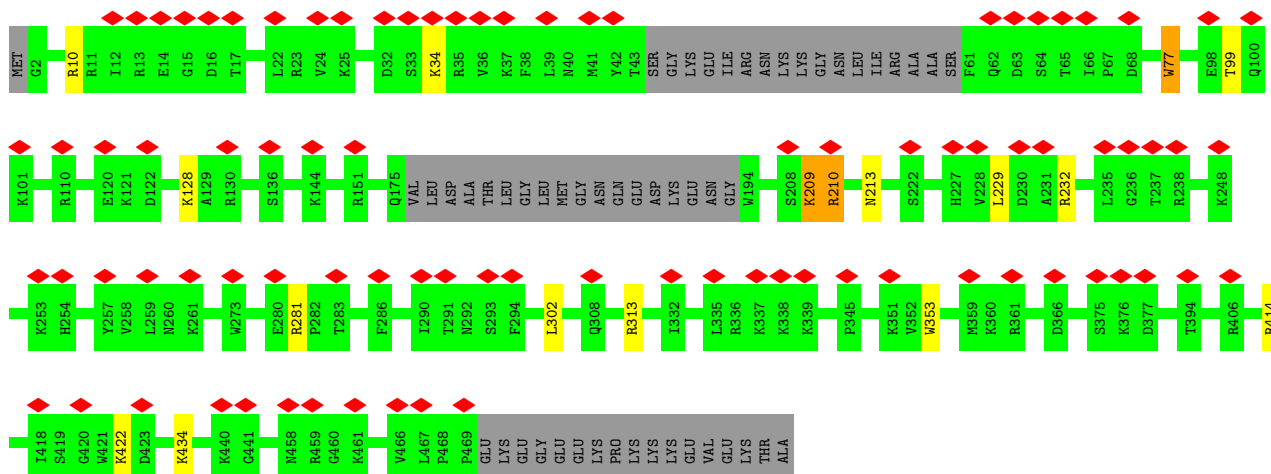 MET G2 R10 R11 I12 R13 E14 G15 D16 T17 L22 R23 V24 K25 D32 S33 K34 R35 V36 K37 F38 L39 N40 M41 Y42 T43 SER GLY LYS GLU ILE ARG ASN LYS LYS GLY ASN LEU ILE ARG ALA ALA SER F61 Q62 D63 S64 T65 I66 P67 D68 W77 E98 T99 Q100
K101 R110 E120 K121 D122 K128 A129 R130 S136 K144 R151 Q175 VAL LEU ASP ALA THR LEU GLY LEU MET GLY ASN GLN GLU ASP LYS GLU ASN GLY W194 S208 K209 R210 N213 S222 H227 V228 L229 D230 A231 R232 L235 G236 T237 R238 K248
K253 H254 Y257 V258 L259 N260 K261 W273 E280 R281 P282 T283 F286 I290 T291 N292 S293 F294 L302 Q308 R313 I332 L335 R336 K337 K338 K339 P345 K351 V352 W353 M359 K360 R361 D366 S375 K376 D377 T394 R406 R414
I418 S419 G420 W421 K422 D423 K434 K440 G441 N458 R459 G460 K461 V466 L467 P468 P469 GLU LYS GLU GLY GLU GLU LYS PRO LYS LYS LYS GLU VAL GLU LYS THR ALA